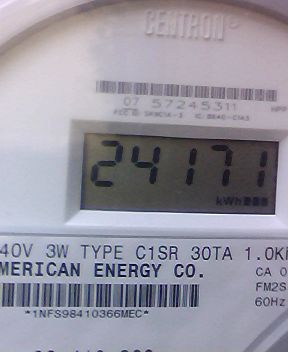 CENTRON®
07 57245311
24171
kWh
40V 3W TYPE C1SR 30TA 1.0K
MERICAN ENERGY CO.
CA 0
FM2S
60Hz
*1NFS98410366MEC*